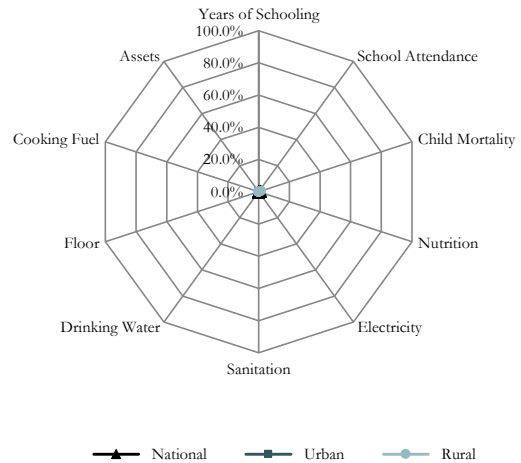 Years of Schooling
100.0%
Assets
School Attendance
80.0%
60.0%
40.0%
Cooking Fuel
Child Mortality
20.0%
0.0%
Floor
Nutrition
Drinking Water
Electricity
Sanitation
National Urban Rural